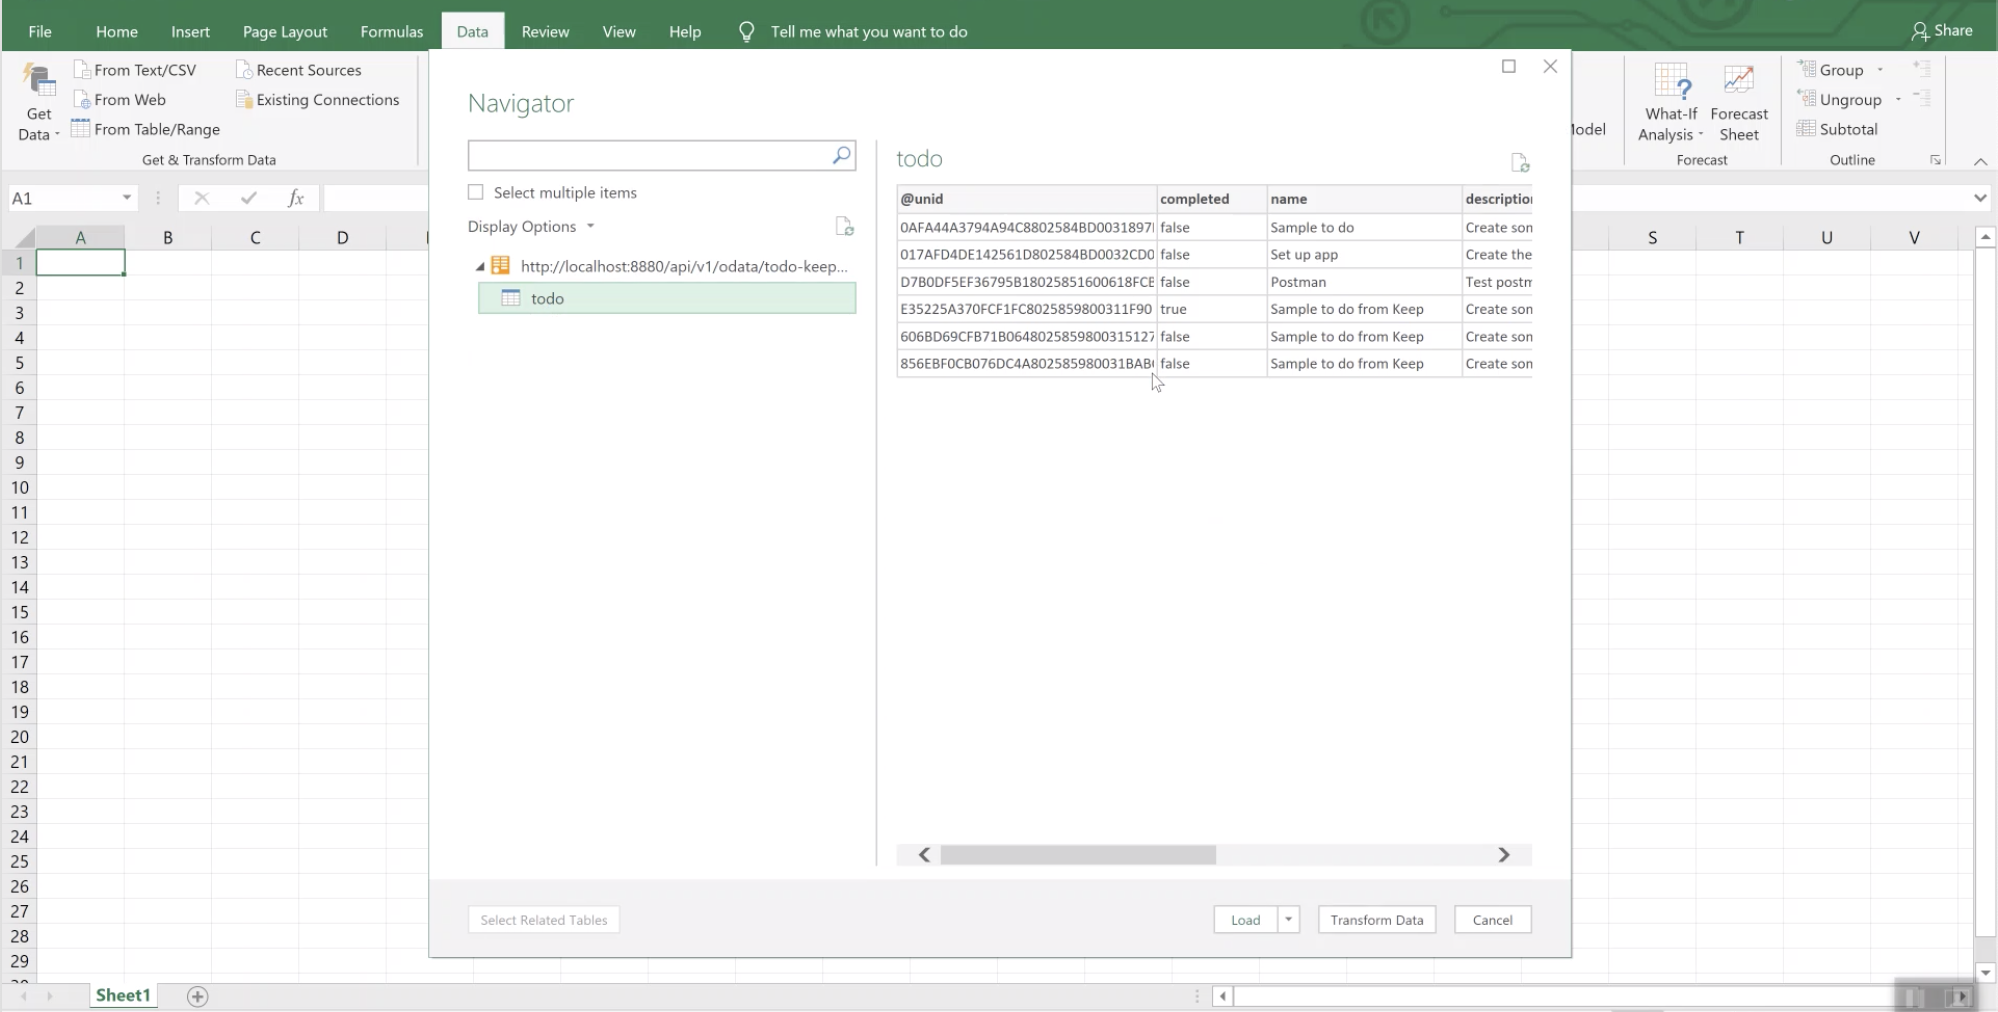 File Home Insert Page Layout Formulas Data Review View Help Tell me what you want to do Share
Get Data
From Text/CSV
From Web
From Table/Range
Recent Sources
Existing Connections
Get & Transform Data
What-If Analysis
Forecast Sheet
Forecast
Group
Ungroup
Subtotal
Outline
A1
fx
A B C D S T U V
1
2
3
4
5
6
7
8
9
10
11
12
13
14
15
16
17
18
19
20
21
22
23
24
25
26
27
28
29
Navigator
Select multiple items
Display Options
http://localhost:8880/api/v1/odata/todo-keep...
todo
todo
@unid completed name
0AFA44A3794A94C8802584BD0031897 false Sample to do Create
017AFD4DE142561D802584BD0032CD0 false Set up app Create the
D7B0DF5EF36795B18025851600618FCE false Postman Test
E35225A370FCF1FC8025859800311F90 true Sample to do from Keep Create
606BD69CFB71B0648025859800315127 false Sample to do from Keep Create
856EBF0CB076DC4A802585980031BAB false Sample to do from Keep Create
Select Related Tables
Load Transform Data Cancel
Sheet1